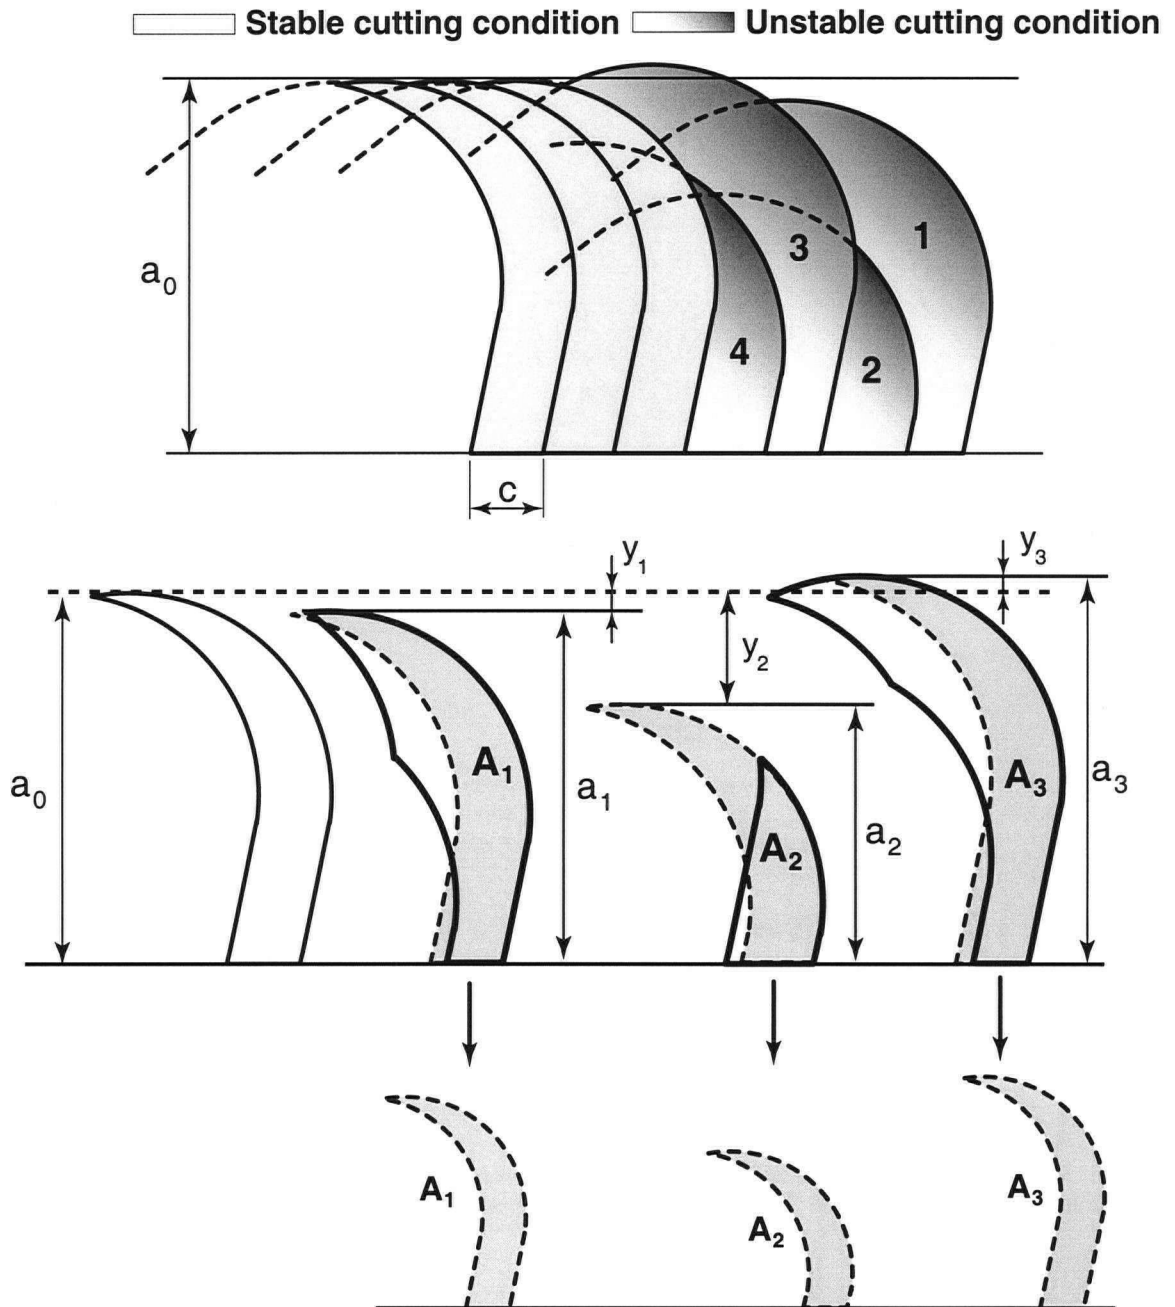 Stable cutting condition Unstable cutting condition
a0
1
3
4
2
c
y1
y3
y2
a0
A1
a1
A2
a2
A3
a3
A1
A2
A3